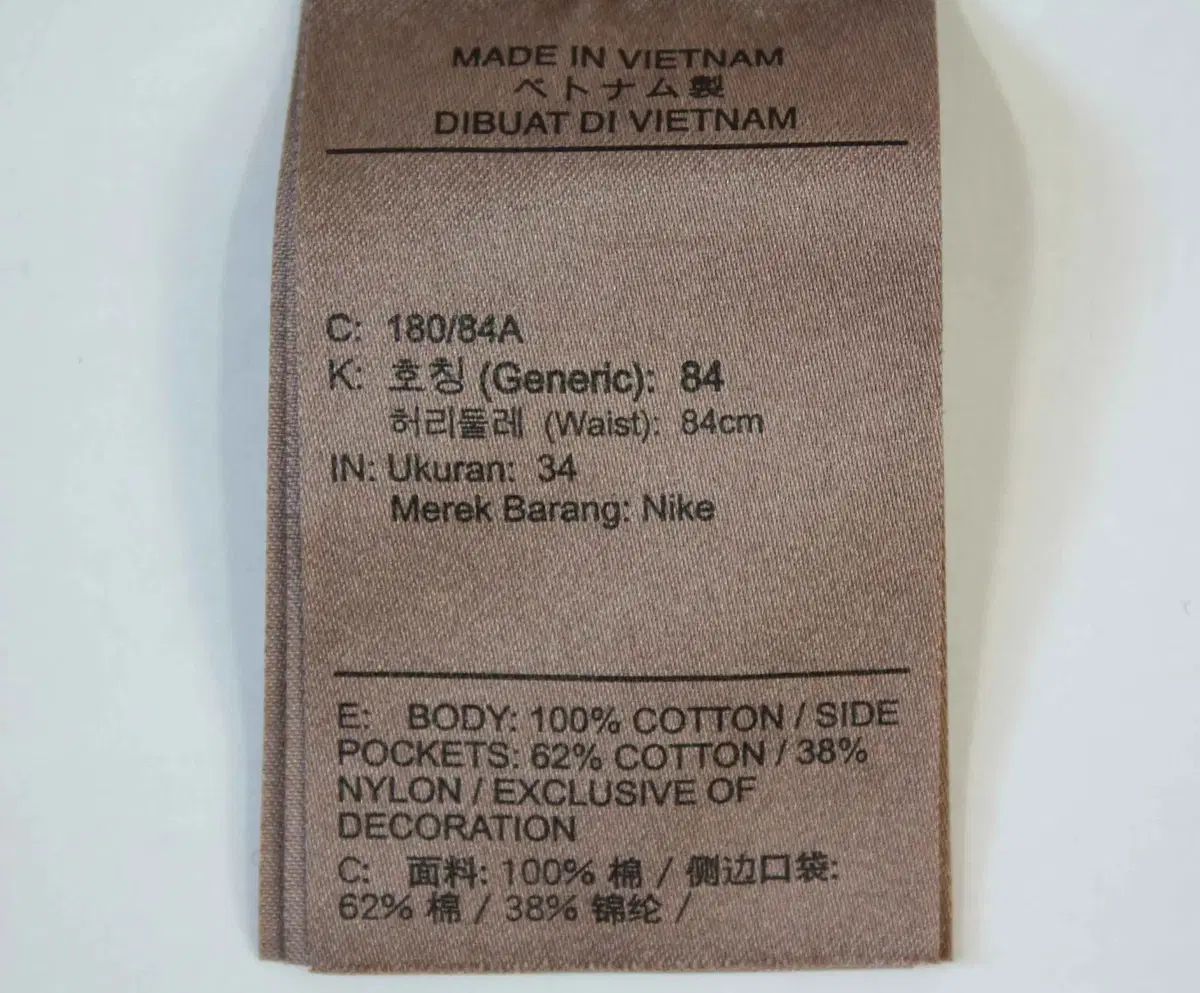 MADE IN VIETNAM
ベトナム製
DIBUAT DI VIETNAM
C: 180/84A
K: 호칭 (Generic): 84
허리둘레 (Waist): 84cm
IN: Ukuran: 34
Merek Barang: Nike
E: BODY: 100% COTTON / SIDE
POCKETS: 62% COTTON / 38%
NYLON / EXCLUSIVE OF
DECORATION
C: 面料: 100% 棉 / 侧边口袋:
62% 棉 / 38% 锦纶 /